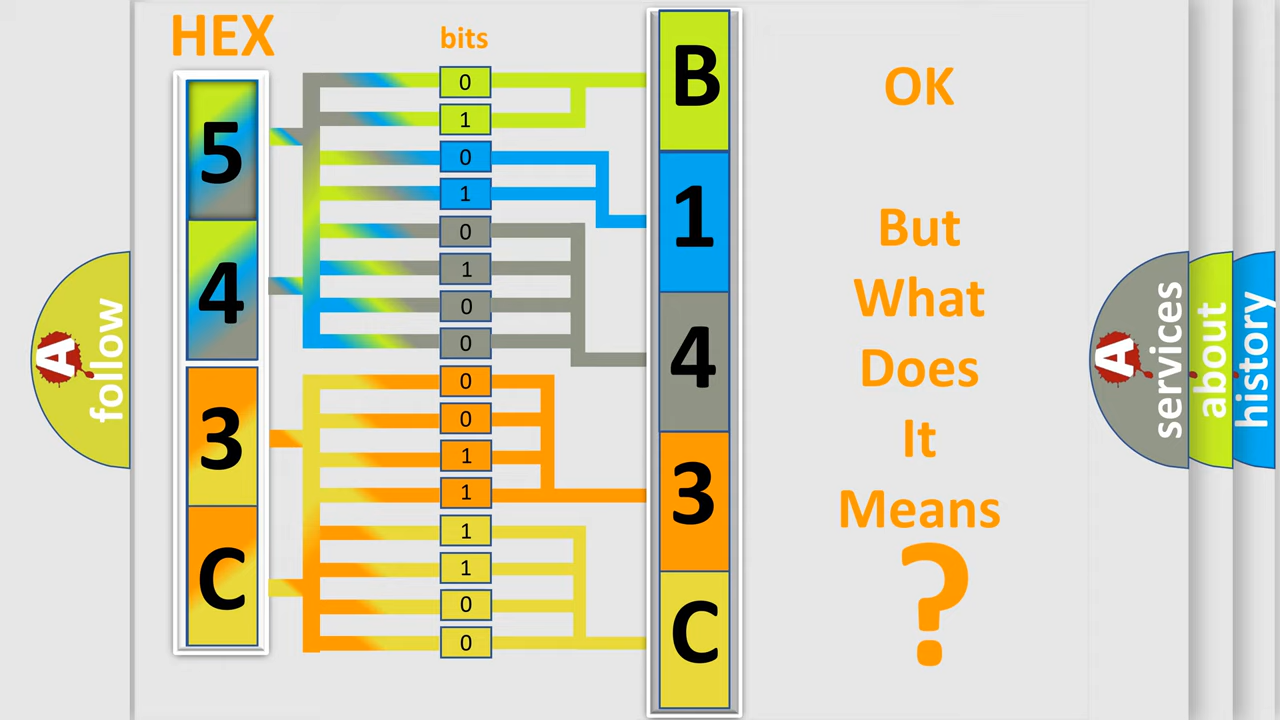 HEX
bits
5
4
3
C
0
1
0
1
0
1
0
0
0
0
1
1
1
1
0
0
B
1
4
3
C
OK
But
What
Does
It
Means
?
A
follow
A
services
about
history